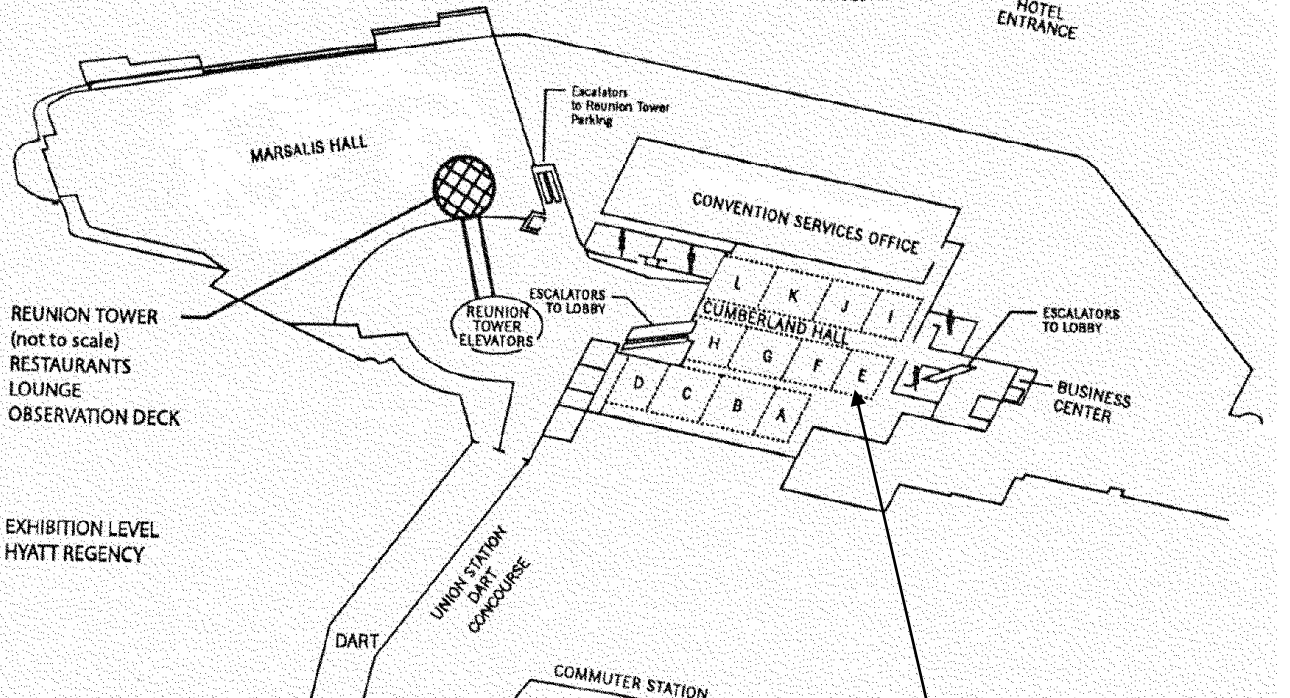 HOTEL
ENTRANCE
Escalators
to Reunion Tower
Parking
MARSALIS HALL
CONVENTION SERVICES OFFICE
L
K
J
I
CUMBERLAND HALL
H
G
F
E
D
C
B
A
ESCALATORS
TO LOBBY
ESCALATORS
TO LOBBY
REUNION
TOWER
ELEVATORS
BUSINESS
CENTER
REUNION TOWER
(not to scale)
RESTAURANTS
LOUNGE
OBSERVATION DECK
EXHIBITION LEVEL
HYATT REGENCY
UNION STATION
DART
CONCOURSE
DART
COMMUTER STATION